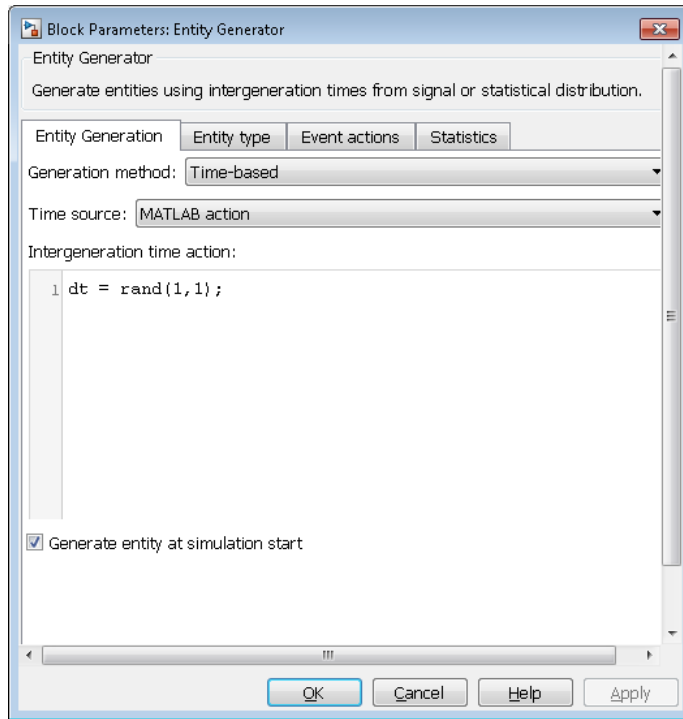 Block Parameters: Entity Generator
Entity Generator
Generate entities using intergeneration times from signal or statistical distribution.
Entity Generation Entity type Event actions Statistics
Generation method: Time-based
Time source: MATLAB action
Intergeneration time action:
1 dt = rand(1,1);
Generate entity at simulation start
OK Cancel Help Apply